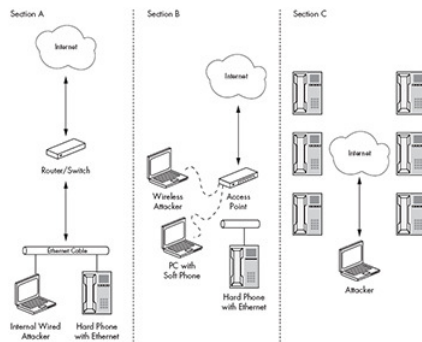 Section A
Internet
Router/Switch
Ethernet Cable
Internal Wired
Attacker
Hard Phone
with Ethernet
Section B
Internet
Wireless
Attacker
Access
Point
PC with
Soft Phone
Hard Phone
with Ethernet
Section C
Internet
Attacker